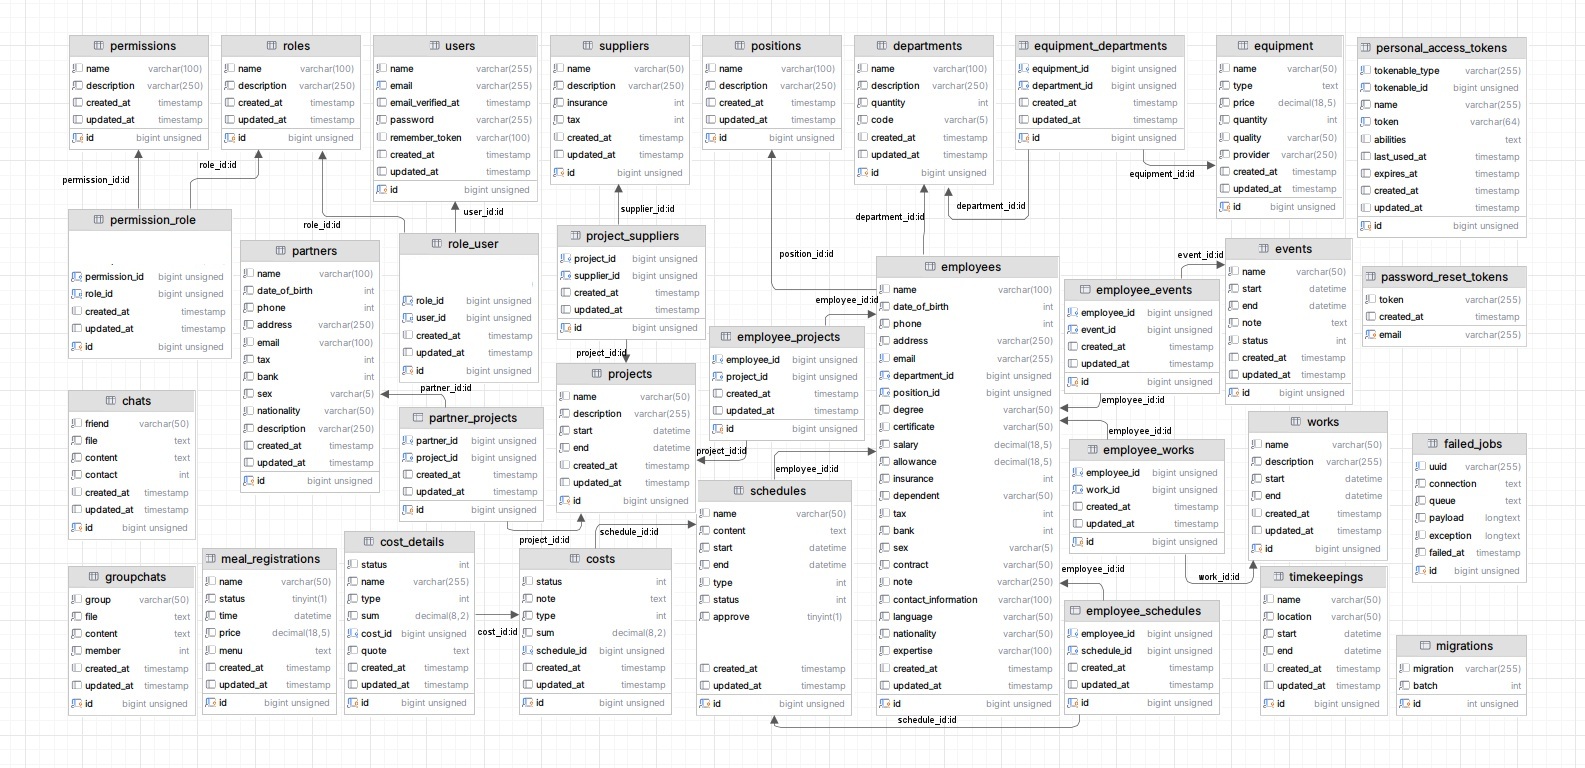 permissions
name varchar(100)
description varchar(250)
created_at timestamp
updated_at timestamp
id bigint unsigned
roles
name varchar(100)
description varchar(250)
created_at timestamp
updated_at timestamp
id bigint unsigned
users
name varchar(255)
email varchar(255)
email_verified_at timestamp
password varchar(255)
remember_token varchar(100)
created_at timestamp
updated_at timestamp
id bigint unsigned
suppliers
name varchar(50)
description varchar(250)
insurance int
tax int
created_at timestamp
updated_at timestamp
id bigint unsigned
positions
name varchar(100)
description varchar(250)
created_at timestamp
updated_at timestamp
id bigint unsigned
departments
name varchar(100)
description varchar(250)
quantity int
code varchar(5)
created_at timestamp
updated_at timestamp
id bigint unsigned
equipment_departments
equipment_id bigint unsigned
department_id bigint unsigned
created_at timestamp
updated_at timestamp
id bigint unsigned
equipment
name varchar(50)
type text
price decimal(18,5)
quantity int
quality varchar(50)
provider varchar(250)
created_at timestamp
updated_at timestamp
id bigint unsigned
personal_access_tokens
tokenable_type varchar(255)
tokenable_id bigint unsigned
name varchar(255)
token varchar(64)
abilities text
last_used_at timestamp
expires_at timestamp
created_at timestamp
updated_at timestamp
id bigint unsigned
permission_id:id
role_id:id
role_id:id
user_id:id
supplier_id:id
position_id:id
department_id:id
department_id:id
equipment_id:id
permission_role
permission_id bigint unsigned
role_id bigint unsigned
created_at timestamp
updated_at timestamp
id bigint unsigned
partners
name varchar(100)
date_of_birth int
phone int
address varchar(250)
email varchar(100)
tax int
bank int
sex varchar(5)
nationality varchar(50)
description varchar(250)
created_at timestamp
updated_at timestamp
id bigint unsigned
role_user
role_id bigint unsigned
user_id bigint unsigned
created_at timestamp
updated_at timestamp
id bigint unsigned
project_suppliers
project_id bigint unsigned
supplier_id bigint unsigned
created_at timestamp
updated_at timestamp
id bigint unsigned
project_id:id
employee_id:id
employees
name varchar(100)
date_of_birth int
phone int
address varchar(250)
email varchar(255)
department_id bigint unsigned
position_id bigint unsigned
degree varchar(50)
certificate varchar(50)
salary decimal(18,5)
allowance decimal(18,5)
insurance int
dependent varchar(50)
tax int
bank int
sex varchar(5)
contract varchar(50)
note varchar(250)
contact_information varchar(100)
language varchar(50)
nationality varchar(50)
expertise varchar(100)
created_at timestamp
updated_at timestamp
id bigint unsigned
employee_events
employee_id bigint unsigned
event_id bigint unsigned
created_at timestamp
updated_at timestamp
id bigint unsigned
event_id:id
events
name varchar(50)
start datetime
end datetime
note text
status int
created_at timestamp
updated_at timestamp
id bigint unsigned
password_reset_tokens
token varchar(255)
created_at timestamp
email varchar(255)
employee_projects
employee_id bigint unsigned
project_id bigint unsigned
created_at timestamp
updated_at timestamp
id bigint unsigned
projects
name varchar(50)
description varchar(255)
start datetime
end datetime
created_at timestamp
updated_at timestamp
id bigint unsigned
partner_id:id
partner_projects
partner_id bigint unsigned
project_id bigint unsigned
created_at timestamp
updated_at timestamp
id bigint unsigned
project_id:id
employee_id:id
employee_id:id
employee_id:id
chats
friend varchar(50)
file text
content text
contact int
created_at timestamp
updated_at timestamp
id bigint unsigned
employee_works
employee_id bigint unsigned
work_id bigint unsigned
created_at timestamp
updated_at timestamp
id bigint unsigned
works
name varchar(50)
description varchar(255)
start datetime
end datetime
created_at timestamp
updated_at timestamp
id bigint unsigned
failed_jobs
uuid varchar(255)
connection text
queue text
payload longtext
exception longtext
failed_at timestamp
id bigint unsigned
schedules
name varchar(50)
content text
start datetime
end datetime
type int
status int
approve tinyint(1)
created_at timestamp
updated_at timestamp
id bigint unsigned
project_id:id
schedule_id:id
groupchats
group varchar(50)
file text
content text
member int
created_at timestamp
updated_at timestamp
id bigint unsigned
meal_registrations
name varchar(50)
status tinyint(1)
time datetime
price decimal(18,5)
menu text
created_at timestamp
updated_at timestamp
id bigint unsigned
cost_details
status int
name varchar(255)
type int
sum decimal(8,2)
cost_id bigint unsigned
quote text
created_at timestamp
updated_at timestamp
id bigint unsigned
cost_id:id
costs
status int
note text
type int
sum decimal(8,2)
schedule_id bigint unsigned
created_at timestamp
updated_at timestamp
id bigint unsigned
employee_id:id
work_id:id
employee_schedules
employee_id bigint unsigned
schedule_id bigint unsigned
created_at timestamp
updated_at timestamp
id bigint unsigned
timekeepings
name varchar(50)
location varchar(50)
start datetime
end datetime
created_at timestamp
updated_at timestamp
id bigint unsigned
migrations
migration varchar(255)
batch int
id int unsigned
schedule_id:id